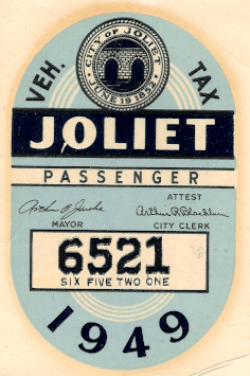 CITY OF JOLIET
JUNE 19 1852
VEH. TAX
JOLIET
PASSENGER
ATTEST
MAYOR CITY CLERK
6521
SIX FIVE TWO ONE
1949